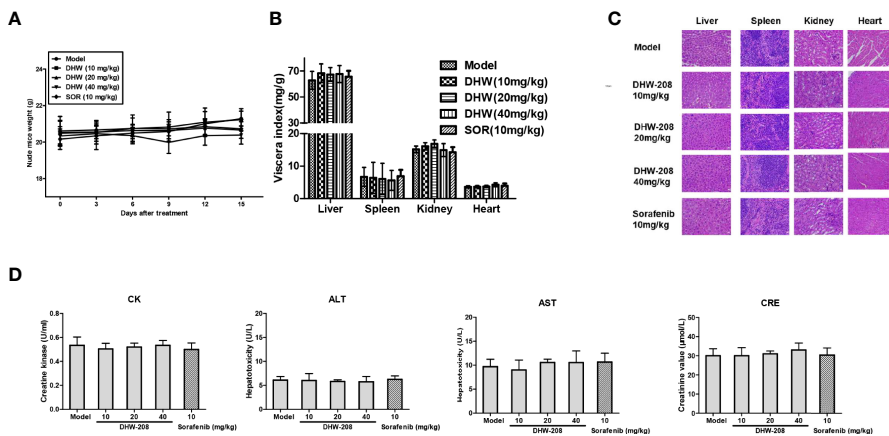 A
Model
DHW (10 mg/kg)
DHW (20 mg/kg)
DHW (40 mg/kg)
SOR (10 mg/kg)
Nude mice weight (g)
24
22
20
18
0
3
6
9
12
15
Days after treatment
B
Model
DHW(10mg/kg)
DHW(20mg/kg)
DHW(40mg/kg)
SOR(10mg/kg)
Viscera index(mg/g)
70
50
30
20
10
0
Liver
Spleen
Kidney
Heart
C
Liver
Spleen
Kidney
Heart
Model
DHW-208
10mg/kg
DHW-208
20mg/kg
DHW-208
40mg/kg
Sorafenib
10mg/kg
D
CK
Creatine kinase (U/ml)
0.8
0.6
0.4
0.2
0.0
Model
10
20
40
10
DHW-208
Sorafenib (mg/kg)
ALT
Hepatotoxicity (U/L)
20
15
10
5
0
Model
10
20
40
10
DHW-208
Sorafenib (mg/kg)
AST
Hepatotoxicity (U/L)
20
15
10
5
0
Model
10
20
40
10
DHW-208
Sorafenib (mg/kg)
CRE
Creatinine value (μmol/L)
50
40
30
20
10
0
Model
10
20
40
10
DHW-208
Sorafenib (mg/kg)